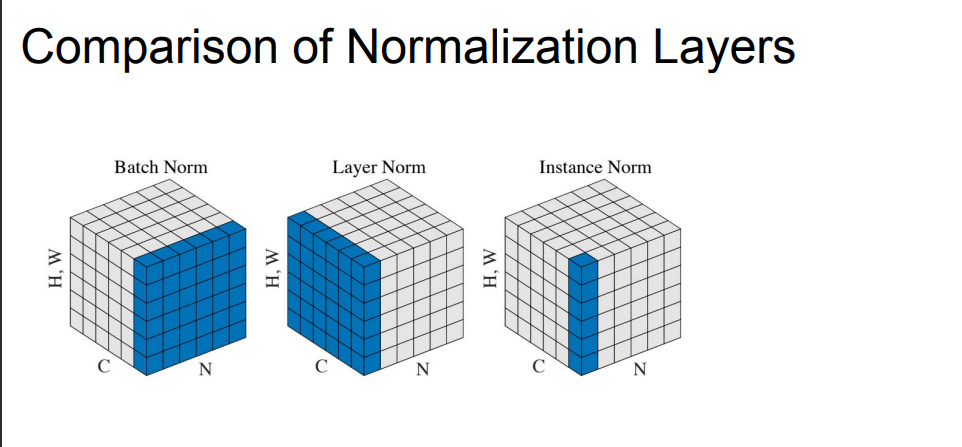 Comparison of Normalization Layers
Batch Norm
Layer Norm
Instance Norm
H, W
H, W
H, W
C
N
C
N
C
N